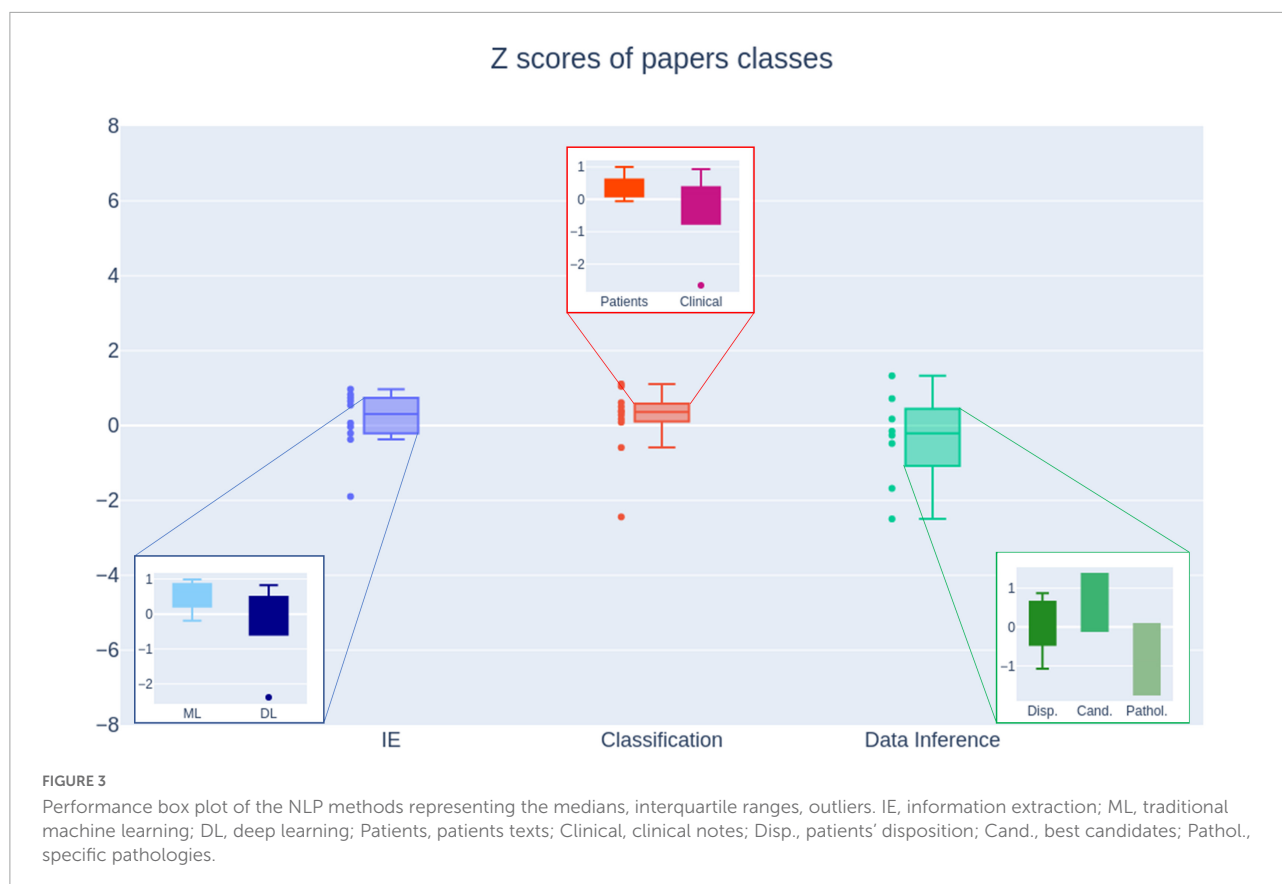 Z scores of papers classes
8
6
4
2
0
−2
−4
−6
−8
1
0
−1
−2
Patients Clinical
1
0
−1
−2
ML DL
1
0
−1
Disp. Cand. Pathol.
IE Classification Data Inference
FIGURE 3
Performance box plot of the NLP methods representing the medians, interquartile ranges, outliers. IE, information extraction; ML, traditional
machine learning; DL, deep learning; Patients, patients texts; Clinical, clinical notes; Disp., patients’ disposition; Cand., best candidates; Pathol.,
specific pathologies.